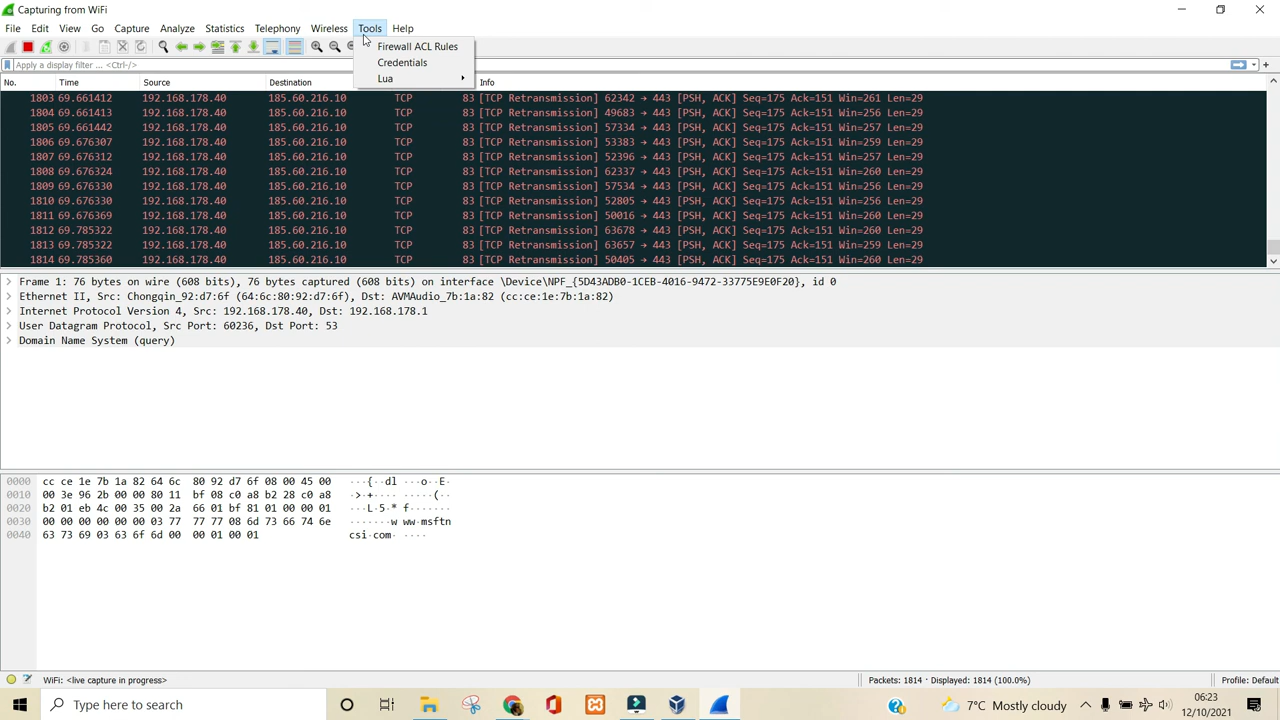 Capturing from WiFi
File Edit View Go Capture Analyze Statistics Telephony Wireless Tools Help
Firewall ACL Rules
Credentials
Lua
Apply a display filter ... <Ctrl-/>
No. Time Source Destination Info
1803 69.661412 192.168.178.40 185.60.216.10 TCP 83 [TCP Retransmission] 62342 → 443 [PSH, ACK] Seq=175 Ack=151 Win=261 Len=29
1804 69.661413 192.168.178.40 185.60.216.10 TCP 83 [TCP Retransmission] 49683 → 443 [PSH, ACK] Seq=175 Ack=151 Win=256 Len=29
1805 69.661442 192.168.178.40 185.60.216.10 TCP 83 [TCP Retransmission] 57334 → 443 [PSH, ACK] Seq=175 Ack=151 Win=256 Len=29
1806 69.676307 192.168.178.40 185.60.216.10 TCP 83 [TCP Retransmission] 53383 → 443 [PSH, ACK] Seq=175 Ack=151 Win=259 Len=29
1807 69.676312 192.168.178.40 185.60.216.10 TCP 83 [TCP Retransmission] 52396 → 443 [PSH, ACK] Seq=175 Ack=151 Win=256 Len=29
1808 69.676324 192.168.178.40 185.60.216.10 TCP 83 [TCP Retransmission] 62337 → 443 [PSH, ACK] Seq=175 Ack=151 Win=260 Len=29
1809 69.676330 192.168.178.40 185.60.216.10 TCP 83 [TCP Retransmission] 57534 → 443 [PSH, ACK] Seq=175 Ack=151 Win=256 Len=29
1810 69.676330 192.168.178.40 185.60.216.10 TCP 83 [TCP Retransmission] 52805 → 443 [PSH, ACK] Seq=175 Ack=151 Win=256 Len=29
1811 69.676369 192.168.178.40 185.60.216.10 TCP 83 [TCP Retransmission] 50016 → 443 [PSH, ACK] Seq=175 Ack=151 Win=260 Len=29
1812 69.785322 192.168.178.40 185.60.216.10 TCP 83 [TCP Retransmission] 63678 → 443 [PSH, ACK] Seq=175 Ack=151 Win=260 Len=29
1813 69.785322 192.168.178.40 185.60.216.10 TCP 83 [TCP Retransmission] 63657 → 443 [PSH, ACK] Seq=175 Ack=151 Win=259 Len=29
1814 69.785360 192.168.178.40 185.60.216.10 TCP 83 [TCP Retransmission] 50405 → 443 [PSH, ACK] Seq=175 Ack=151 Win=260 Len=29
Frame 1: 76 bytes on wire (608 bits), 76 bytes captured (608 bits) on interface \Device\NPF_{5D43ADB0-1CEB-4016-9472-33775E9E0F20}, id 0
Ethernet II, Src: Chongqin_92:d7:6f (64:6c:80:92:d7:6f), Dst: AVMAudio_7b:1a:82 (cc:ce:1e:7b:1a:82)
Internet Protocol Version 4, Src: 192.168.178.40, Dst: 192.168.178.1
User Datagram Protocol, Src Port: 60236, Dst Port: 53
Domain Name System (query)
0000 cc ce 1e 7b 1a 82 64 6c 80 92 d7 6f 08 00 45 00 ···{··dl ···o··E·
0010 00 3e 96 2b 00 00 80 11 bf 08 c0 a8 b2 28 c0 a8 ·>·+···· ·····(··
0020 b2 01 eb 4c 00 35 00 2a 66 01 bf 81 01 00 00 01 ···L·5·* f·······
0030 00 00 00 00 00 00 03 77 77 77 08 6d 73 66 74 6e ·······w ww·msftn
0040 63 73 69 03 63 6f 6d 00 00 01 00 01 csi·com· ····
WiFi: <live capture in progress> Packets: 1814 · Displayed: 1814 (100.0%) Profile: Default
Type here to search 7°C Mostly cloudy 06:23
12/10/2021